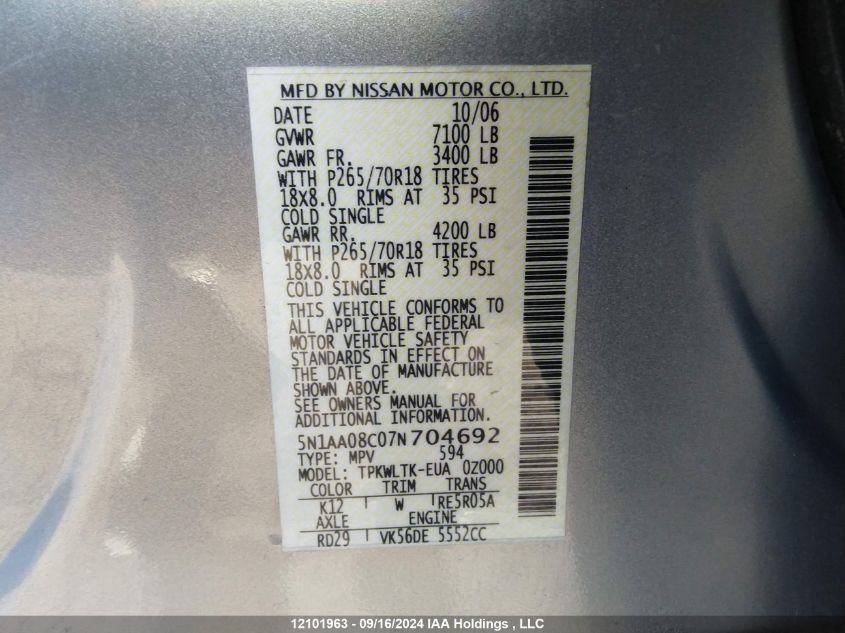 MFD BY NISSAN MOTOR CO., LTD.
DATE 10/06
GVWR 7100 LB
GAWR FR. 3400 LB
WITH P265/70R18 TIRES
18X8.0 RIMS AT 35 PSI
COLD SINGLE
GAWR RR. 4200 LB
WITH P265/70R18 TIRES
18X8.0 RIMS AT 35 PSI
COLD SINGLE
THIS VEHICLE CONFORMS TO
ALL APPLICABLE FEDERAL
MOTOR VEHICLE SAFETY
STANDARDS IN EFFECT ON
THE DATE OF MANUFACTURE
SHOWN ABOVE.
SEE OWNERS MANUAL FOR
ADDITIONAL INFORMATION.
5N1AA08C07N704692
TYPE: MPV 594
MODEL: TPKWLTK-EUA 0Z000
COLOR TRIM TRANS
K12 W RE5R05A
AXLE ENGINE
RD29 VK56DE 5552CC
12101963 - 09/16/2024 IAA Holdings , LLC